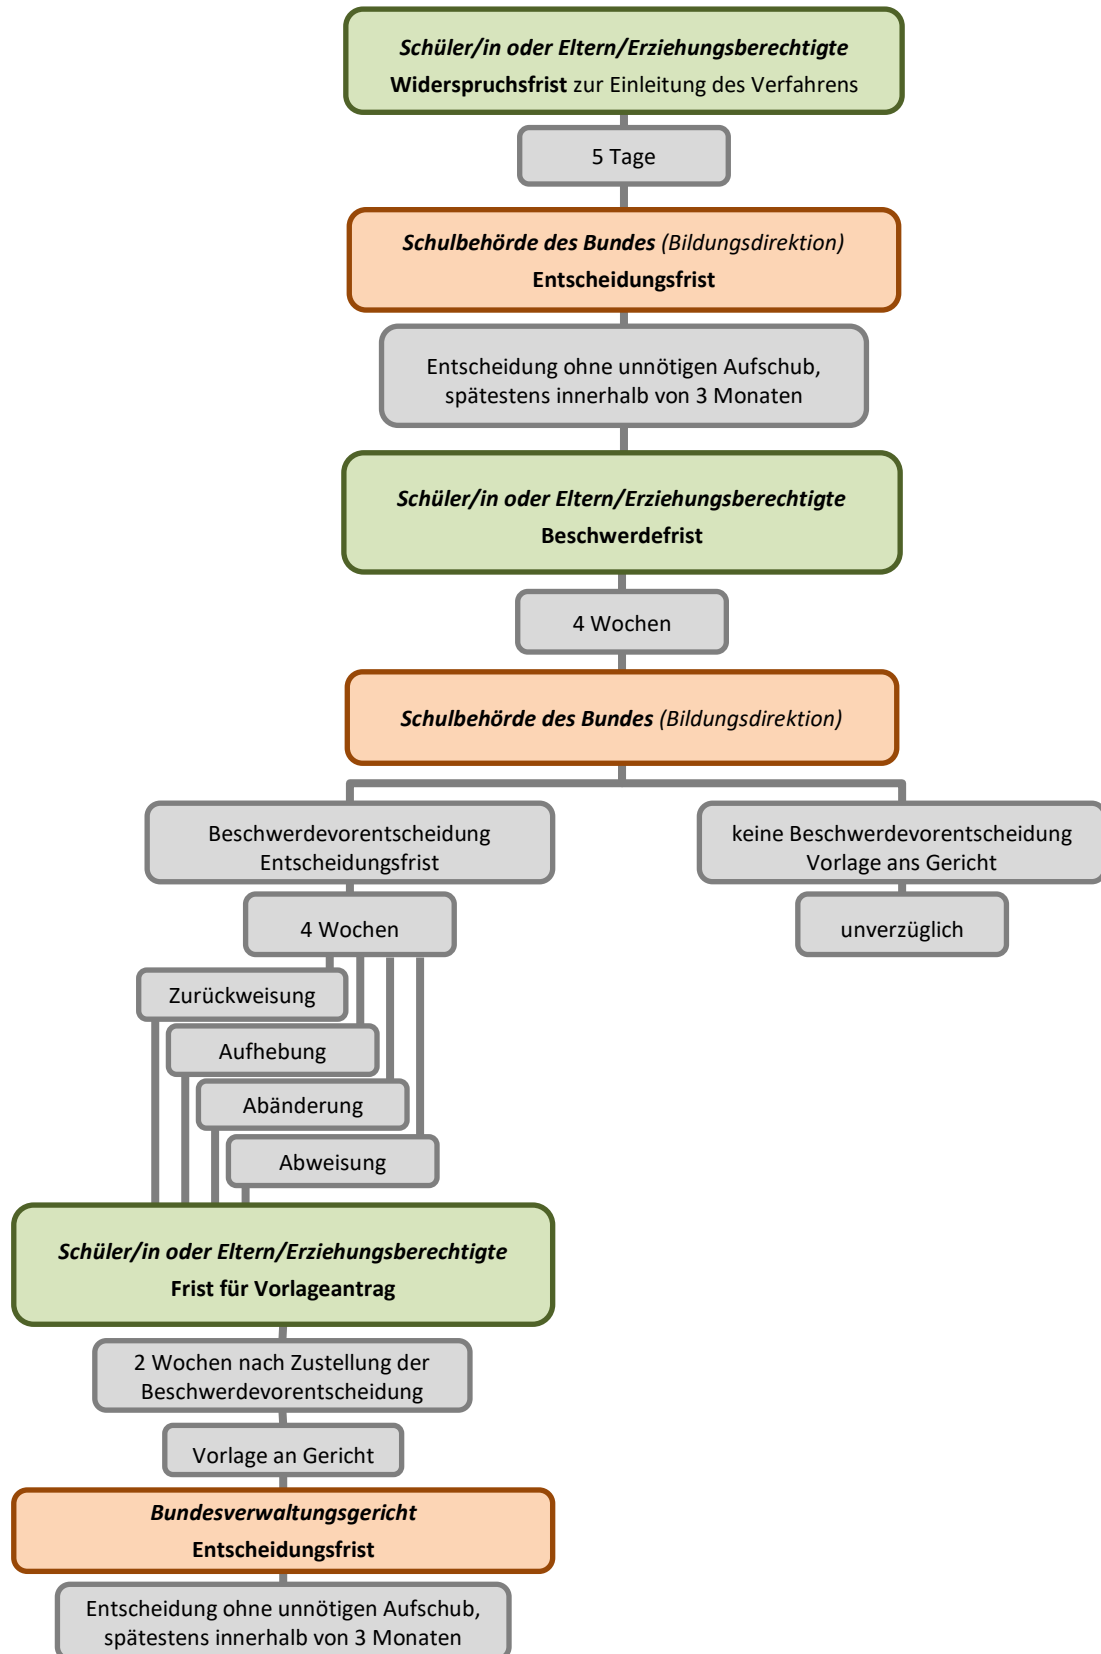 Schüler/in oder Eltern/Erziehungsberechtigte
Widerspruchsfrist zur Einleitung des Verfahrens
5 Tage
Schulbehörde des Bundes (Bildungsdirektion)
Entscheidungsfrist
Entscheidung ohne unnötigen Aufschub,
spätestens innerhalb von 3 Monaten
Schüler/in oder Eltern/Erziehungsberechtigte
Beschwerdefrist
4 Wochen
Schulbehörde des Bundes (Bildungsdirektion)
Beschwerdevorentscheidung
Entscheidungsfrist
keine Beschwerdevorentscheidung
Vorlage ans Gericht
4 Wochen
unverzüglich
Zurückweisung
Aufhebung
Abänderung
Abweisung
Schüler/in oder Eltern/Erziehungsberechtigte
Frist für Vorlageantrag
2 Wochen nach Zustellung der
Beschwerdevorentscheidung
Vorlage an Gericht
Bundesverwaltungsgericht
Entscheidungsfrist
Entscheidung ohne unnötigen Aufschub,
spätestens innerhalb von 3 Monaten